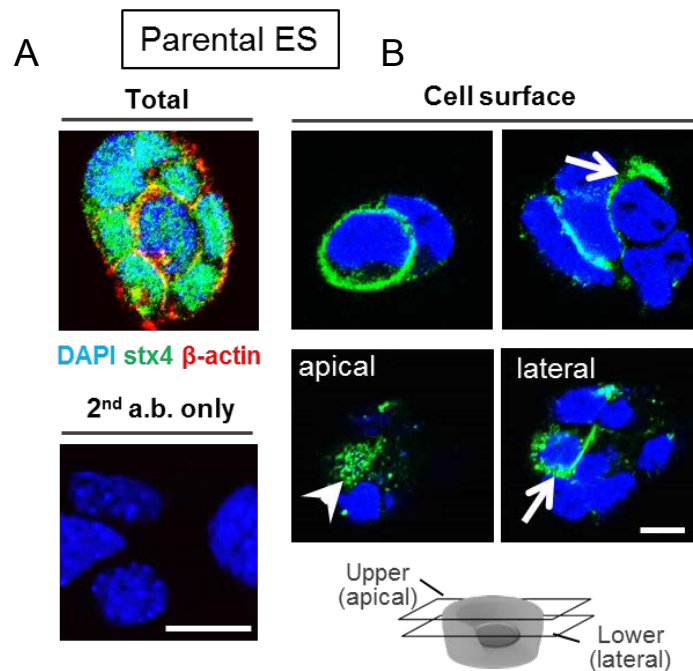 Parental ES
A
B
Total
Cell surface
DAPI stx4 β-actin
2nd a.b. only
apical
lateral
Upper
(apical)
Lower
(lateral)